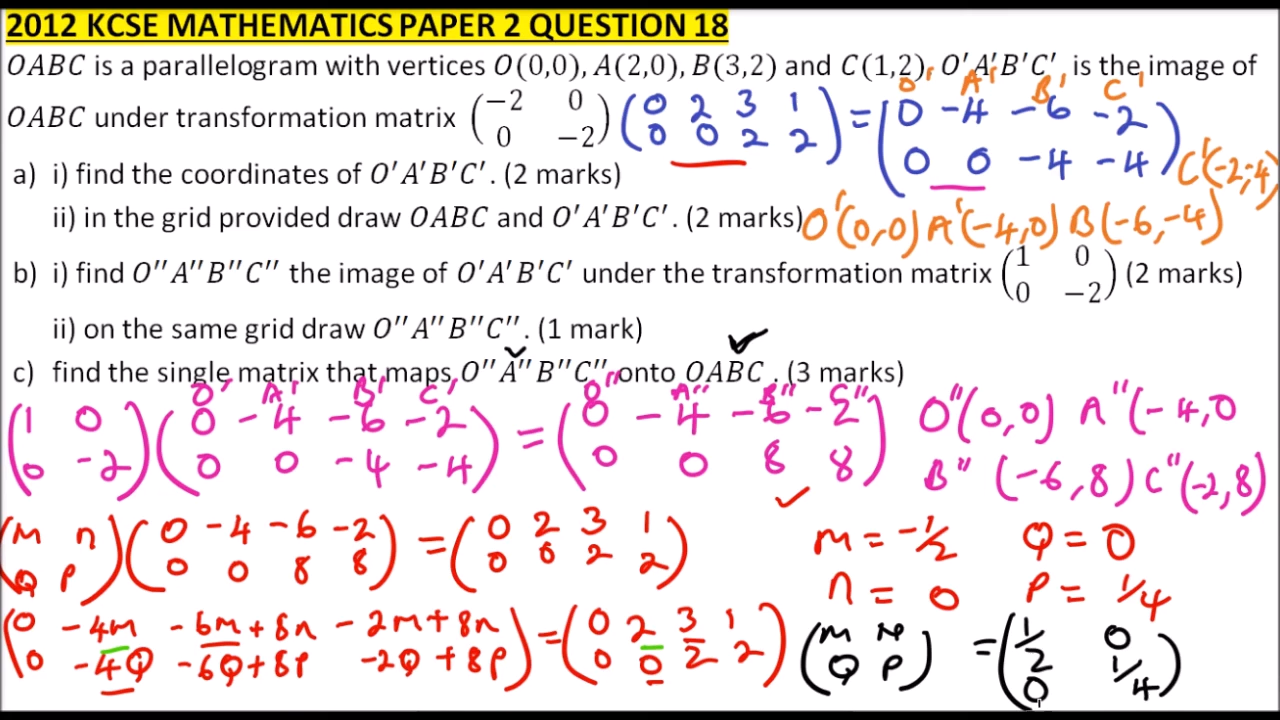 2012 KCSE MATHEMATICS PAPER 2 QUESTION 18
OABC is a parallelogram with vertices O(0,0), A(2,0), B(3,2) and C(1,2). O′A′B′C′ is the image of
O′ A′ B′ C′
OABC under transformation matrix (−2 0 / 0 −2) (0 2 3 1 / 0 0 2 2) = (0 -4 -6 -2 / 0 0 -4 -4)
a) i) find the coordinates of O′A′B′C′. (2 marks)
C′(-2,-4)
ii) in the grid provided draw OABC and O′A′B′C′. (2 marks)
O′(0,0) A′(-4,0) B(-6,-4)
b) i) find O′′A′′B′′C′′ the image of O′A′B′C′ under the transformation matrix (1 0 / 0 −2) (2 marks)
ii) on the same grid draw O′′A′′B′′C′′. (1 mark)
c) find the single matrix that maps O′′A′′B′′C′′ onto OABC. (3 marks)
O′ A′ B′ C′ O″ A″ B″ C″
(1 0 / 0 -2) (0 -4 -6 -2 / 0 0 -4 -4) = (0 -4 -6 -2 / 0 0 8 8)
O″(0,0) A″(-4,0
B″(-6,8) C″(-2,8)
(M n / Q P) (0 -4 -6 -2 / 0 0 8 8) = (0 2 3 1 / 0 0 2 2)
m = -1/2 Q = 0
n = 0 P = 1/4
(0 -4M -6M+8n -2M+8n / 0 -4Q -6Q+8P -2Q+8P) = (0 2 3 1 / 0 0 2 2)
(M n / Q P) = (1/2 0 / 0 1/4)